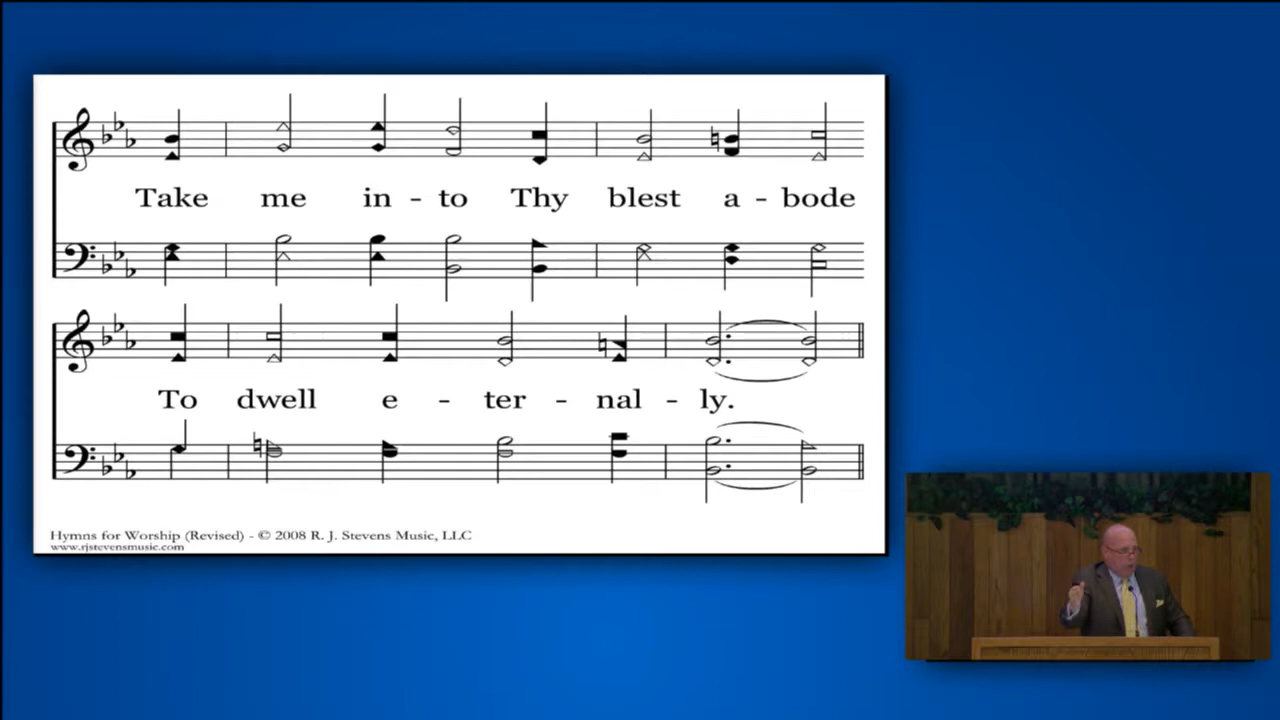 Take me in - to Thy blest a - bode
To dwell e - ter - nal - ly.
Hymns for Worship (Revised) - © 2008 R. J. Stevens Music, LLC
www.rjstevensmusic.com